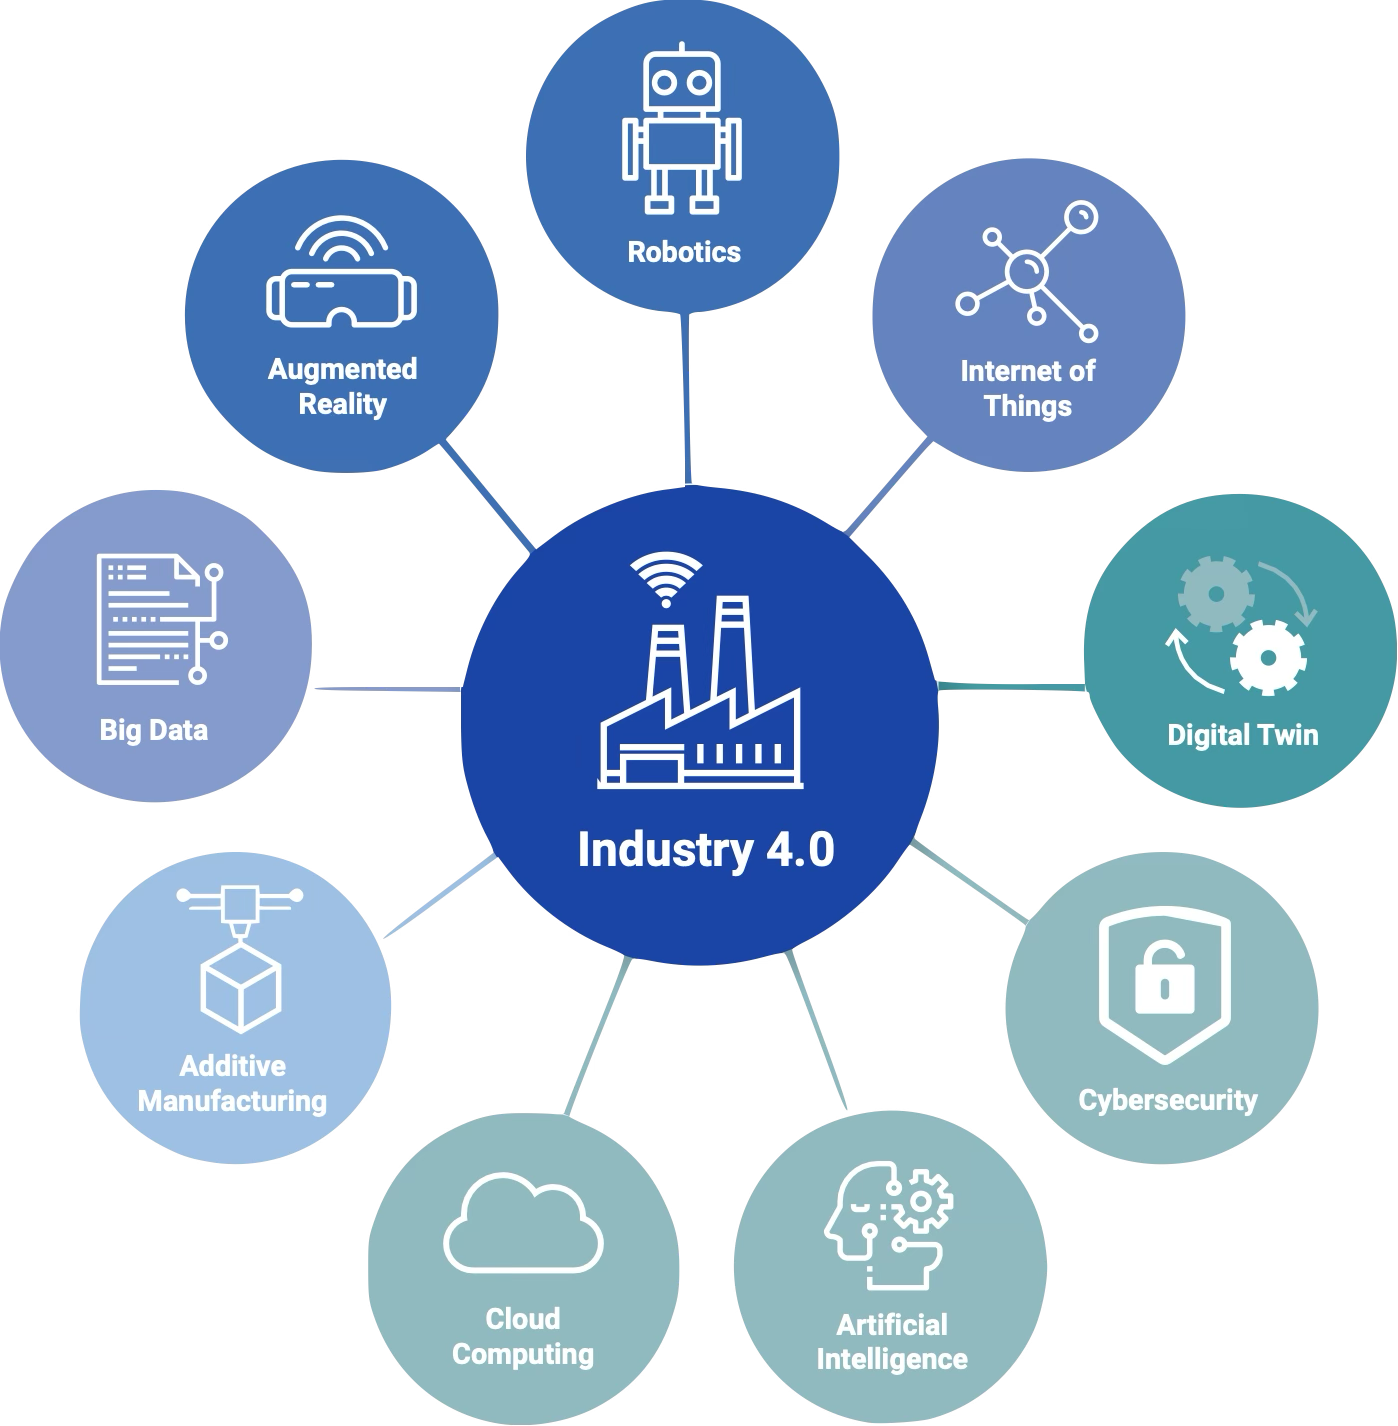 Robotics
Augmented
Reality
Internet of
Things
Big Data
Digital Twin
Industry 4.0
Additive
Manufacturing
Cybersecurity
Cloud
Computing
Artificial
Intelligence